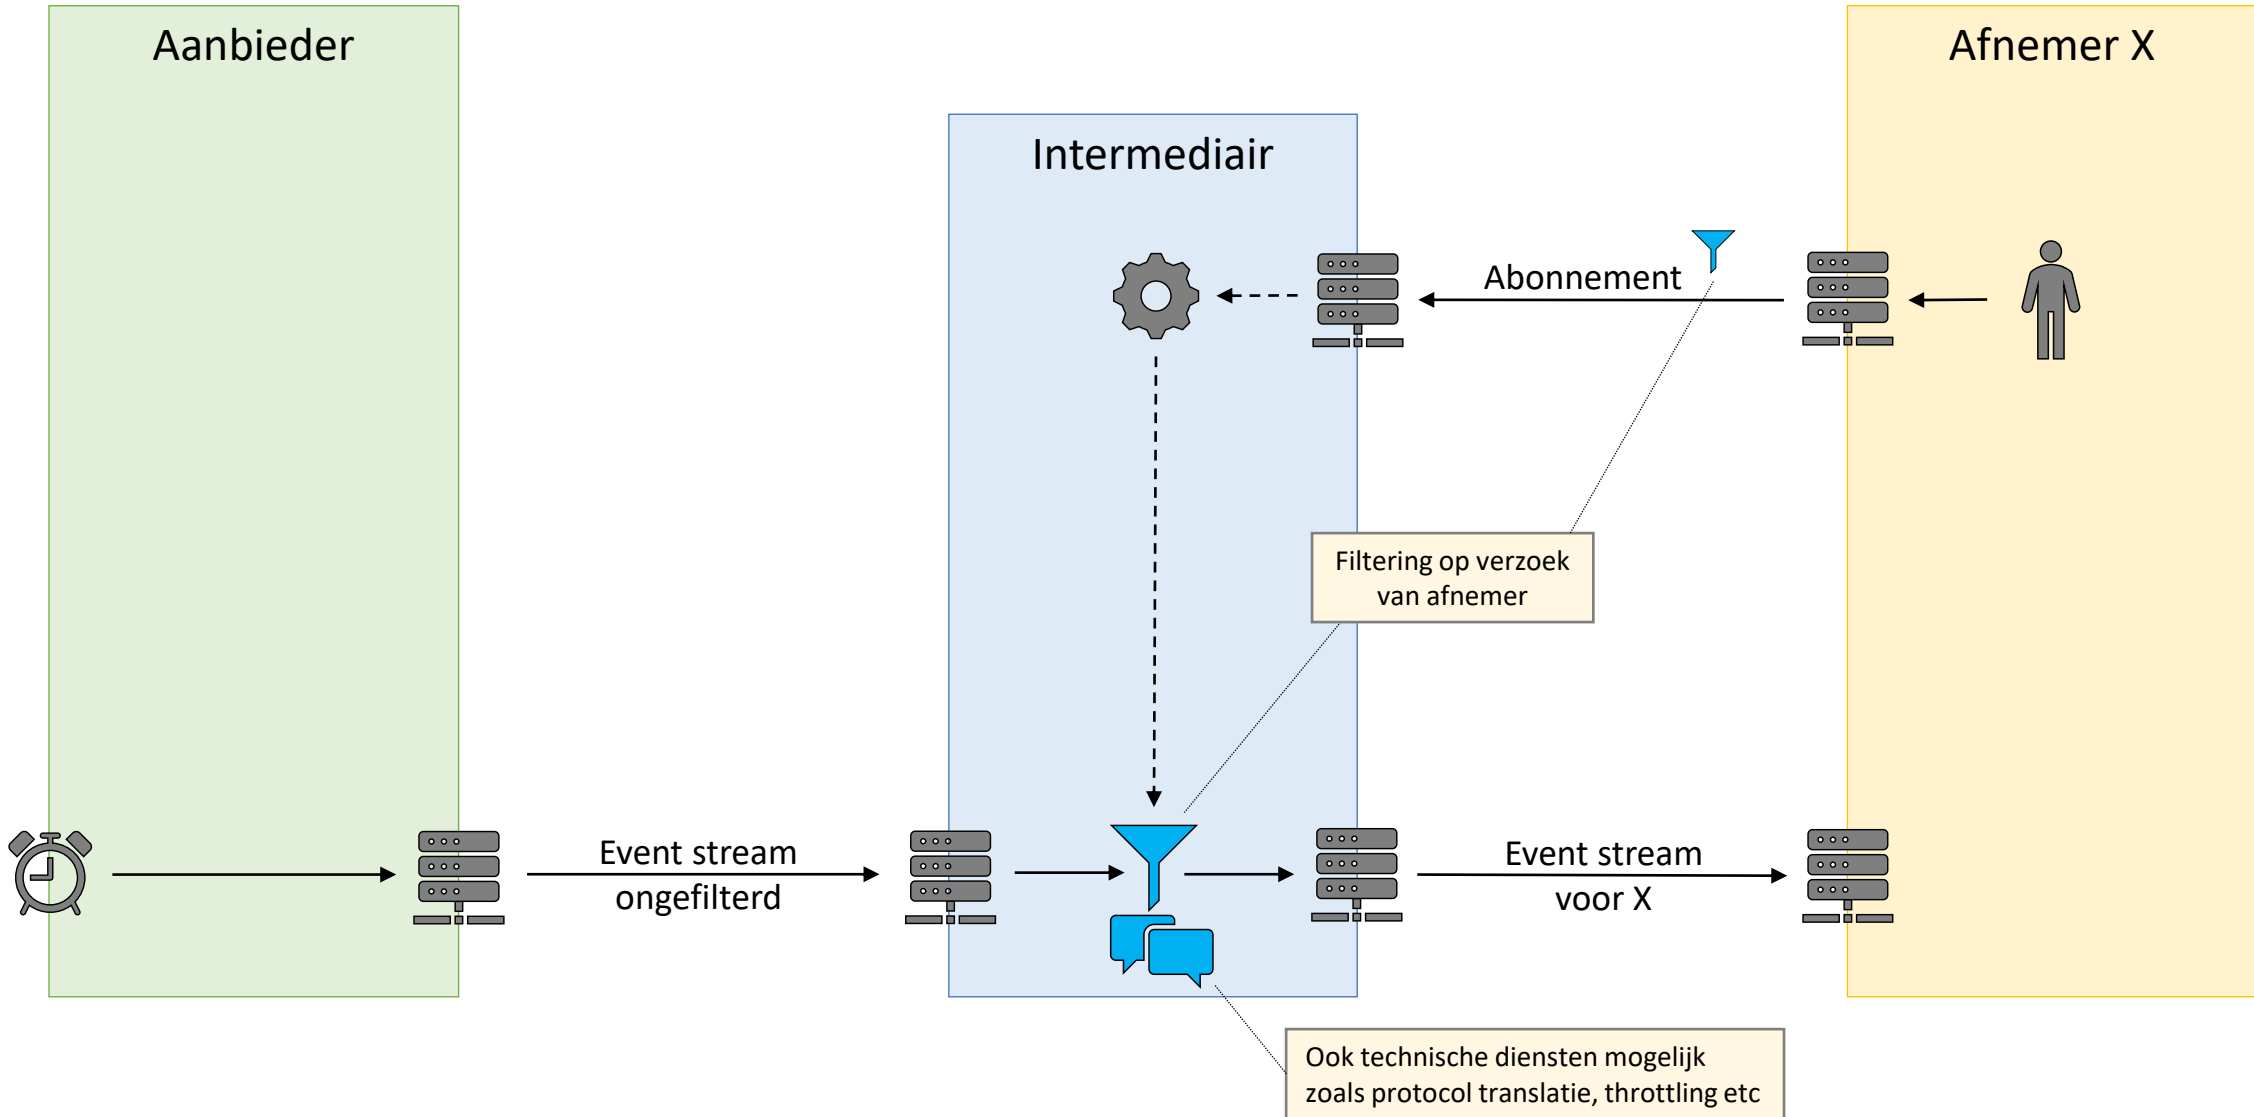 Aanbieder
Afnemer X
Intermediair
Abonnement
Filtering op verzoek
van afnemer
Event stream
ongefilterd
Event stream
voor X
Ook technische diensten mogelijk
zoals protocol translatie, throttling etc